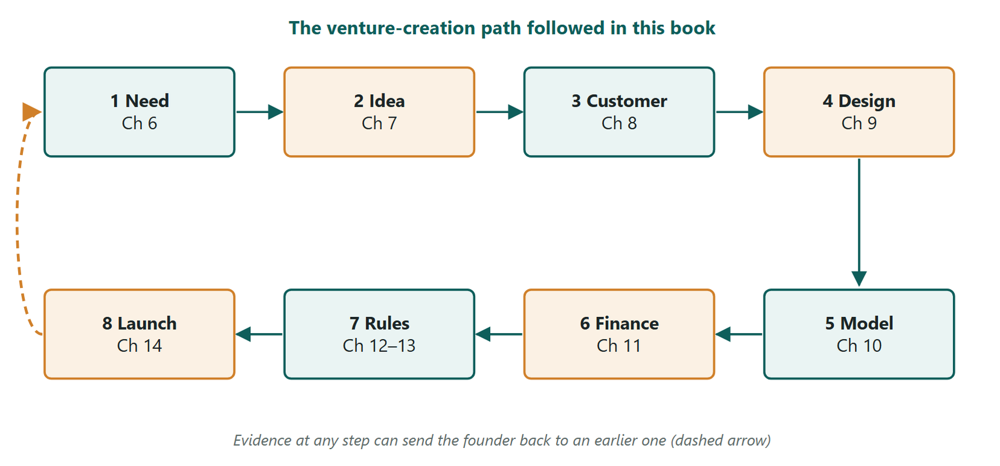 The venture-creation path followed in this book
1 Need
Ch 6
2 Idea
Ch 7
3 Customer
Ch 8
4 Design
Ch 9
8 Launch
Ch 14
7 Rules
Ch 12–13
6 Finance
Ch 11
5 Model
Ch 10
Evidence at any step can send the founder back to an earlier one (dashed arrow)